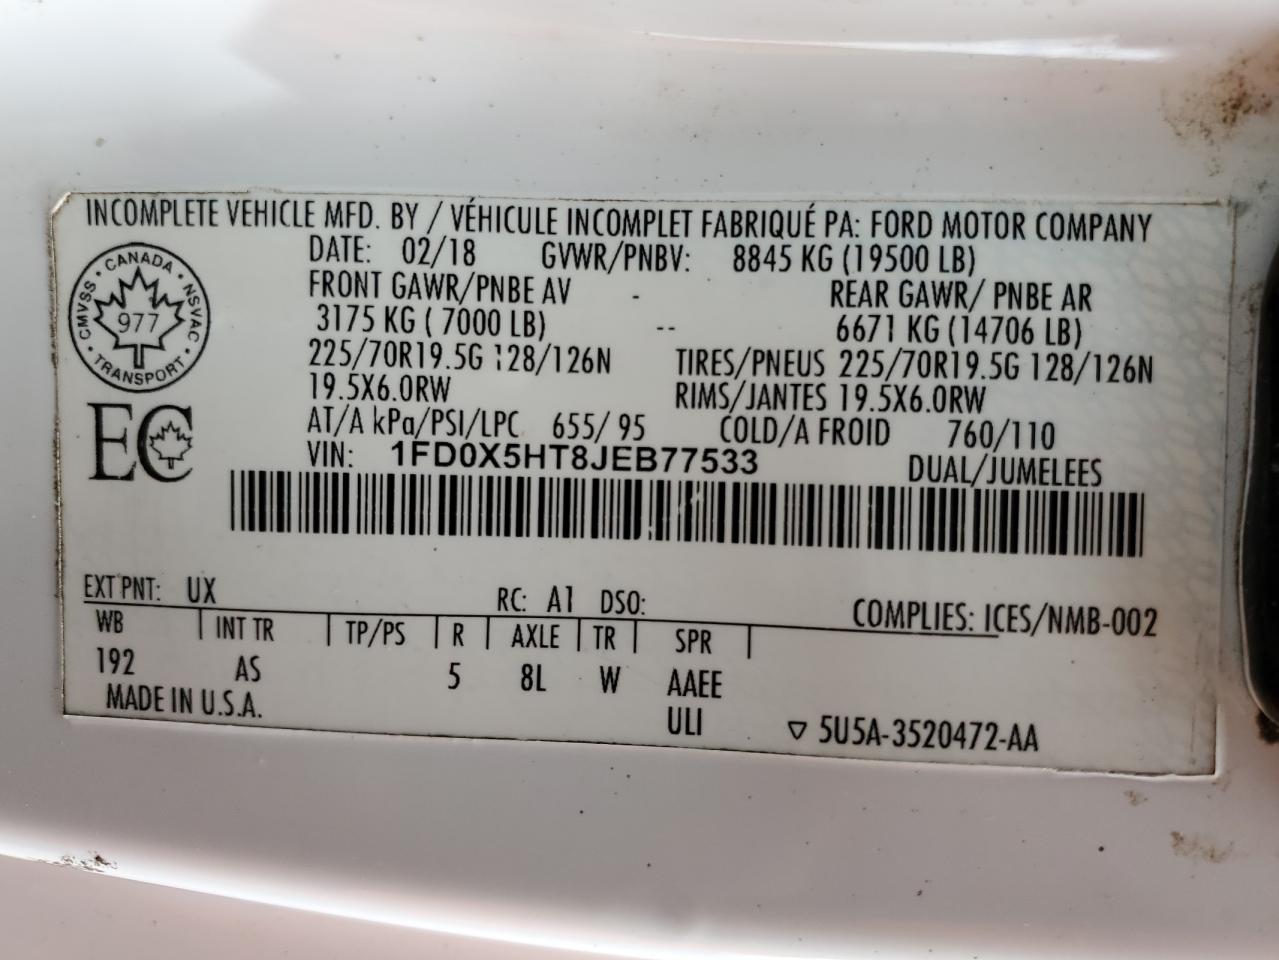 INCOMPLETE VEHICLE MFD. BY / VÉHICULE INCOMPLET FABRIQUÉ PA: FORD MOTOR COMPANY
DATE: 02/18 GVWR/PNBV: 8845 KG (19500 LB)
FRONT GAWR/PNBE AV - REAR GAWR/ PNBE AR
3175 KG ( 7000 LB) -- 6671 KG (14706 LB)
225/70R19.5G 128/126N TIRES/PNEUS 225/70R19.5G 128/126N
19.5X6.0RW RIMS/JANTES 19.5X6.0RW
AT/A kPa/PSI/LPC 655/ 95 COLD/A FROID 760/110
VIN: 1FD0X5HT8JEB77533 DUAL/JUMELEES
CANADA
CMVSS 977 NSVAC
TRANSPORT
EC
EXT PNT: UX RC: A1 DSO: COMPLIES: ICES/NMB-002
WB INT TR TP/PS R AXLE TR SPR
192 AS 5 8L W AAEE
MADE IN U.S.A. ULI ▽ 5U5A-3520472-AA